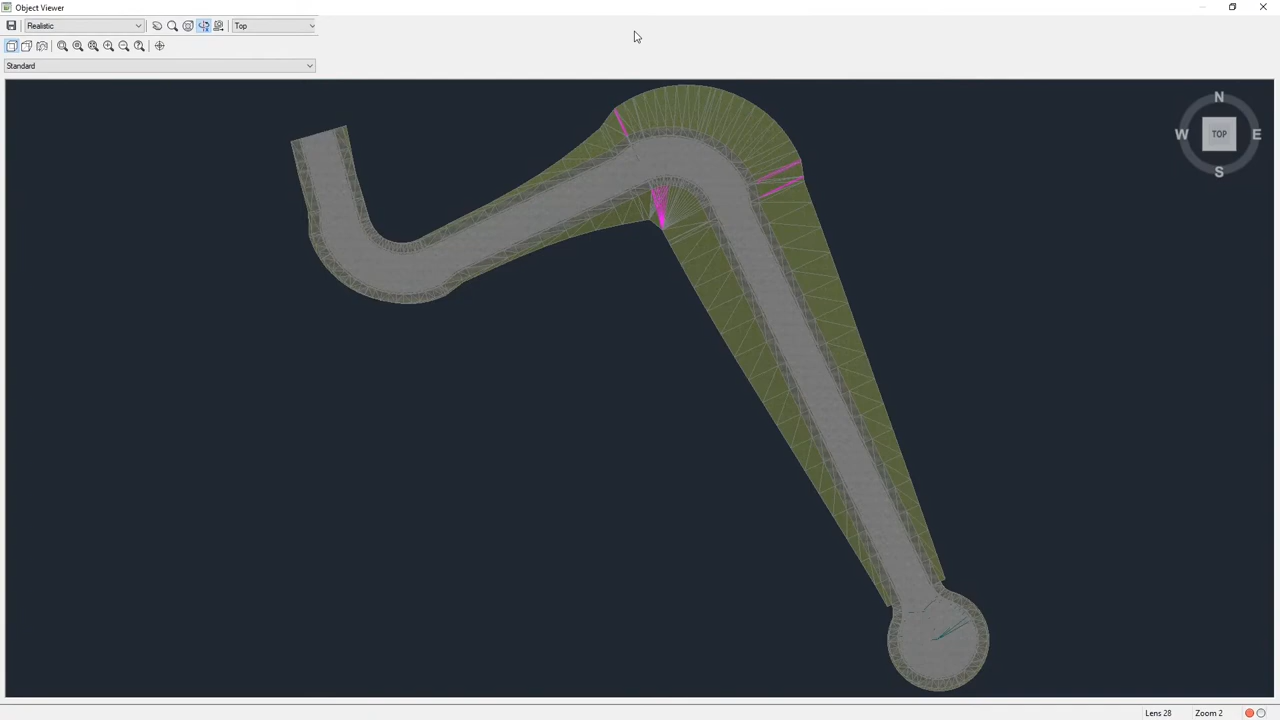 Object Viewer
Realistic
Top
Standard
N
W
TOP
E
S
Lens 28
Zoom 2